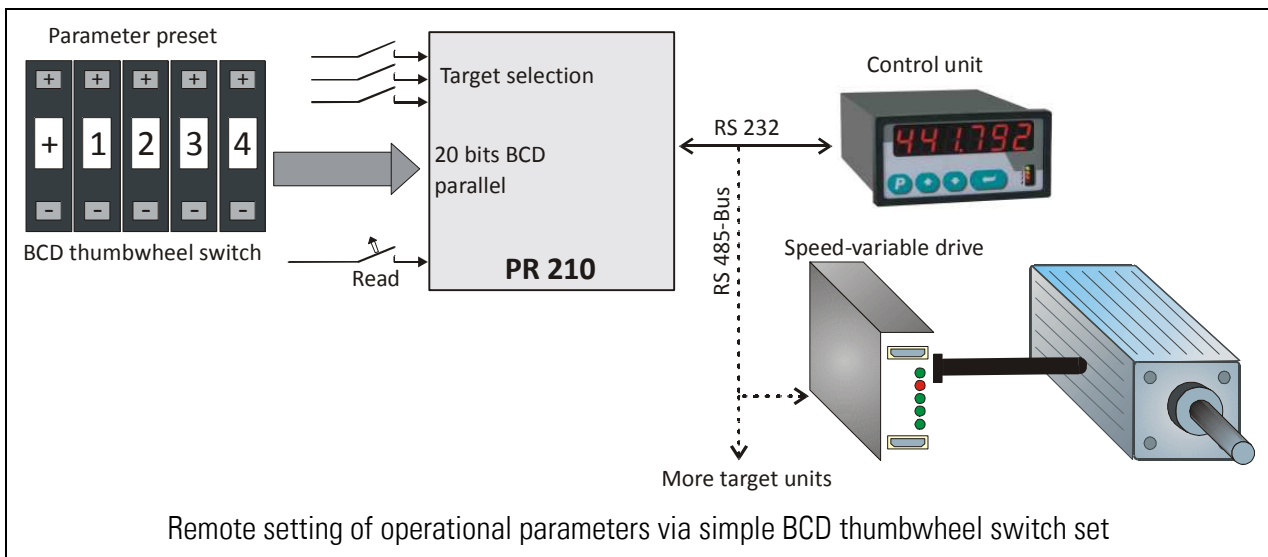 Parameter preset
+ + + + +
+ 1 2 3 4
- - - - -
BCD thumbwheel switch
Target selection
20 bits BCD
parallel
Read
PR 210
RS 232
RS 485-Bus
Control unit
441.792
P
Speed-variable drive
More target units
Remote setting of operational parameters via simple BCD thumbwheel switch set